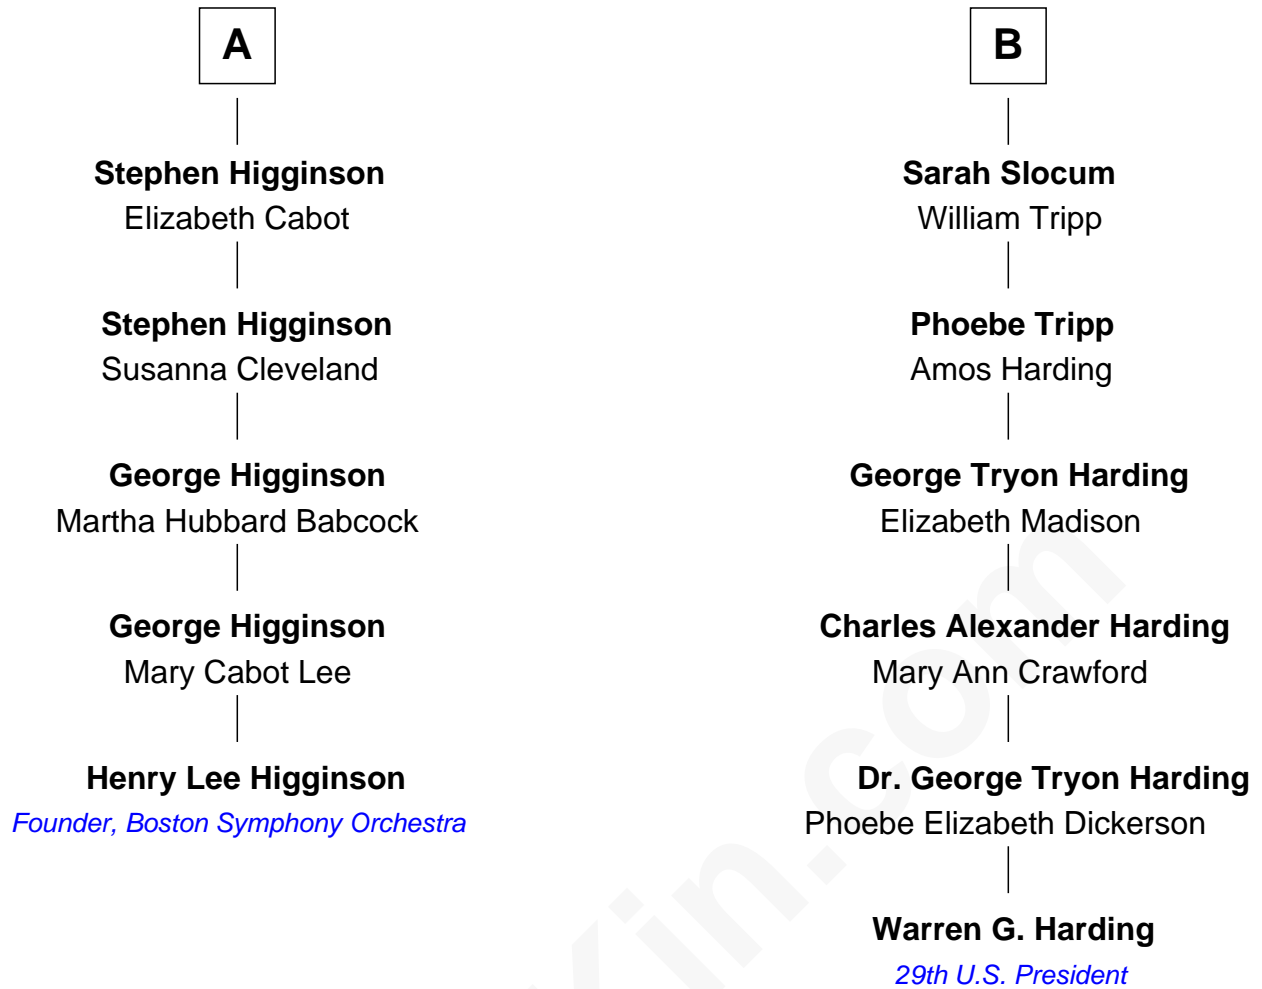 A
Stephen Higginson
Elizabeth Cabot
Stephen Higginson
Susanna Cleveland
George Higginson
Martha Hubbard Babcock
George Higginson
Mary Cabot Lee
Henry Lee Higginson
Founder, Boston Symphony Orchestra
B
Sarah Slocum
William Tripp
Phoebe Tripp
Amos Harding
George Tryon Harding
Elizabeth Madison
Charles Alexander Harding
Mary Ann Crawford
Dr. George Tryon Harding
Phoebe Elizabeth Dickerson
Warren G. Harding
29th U.S. President